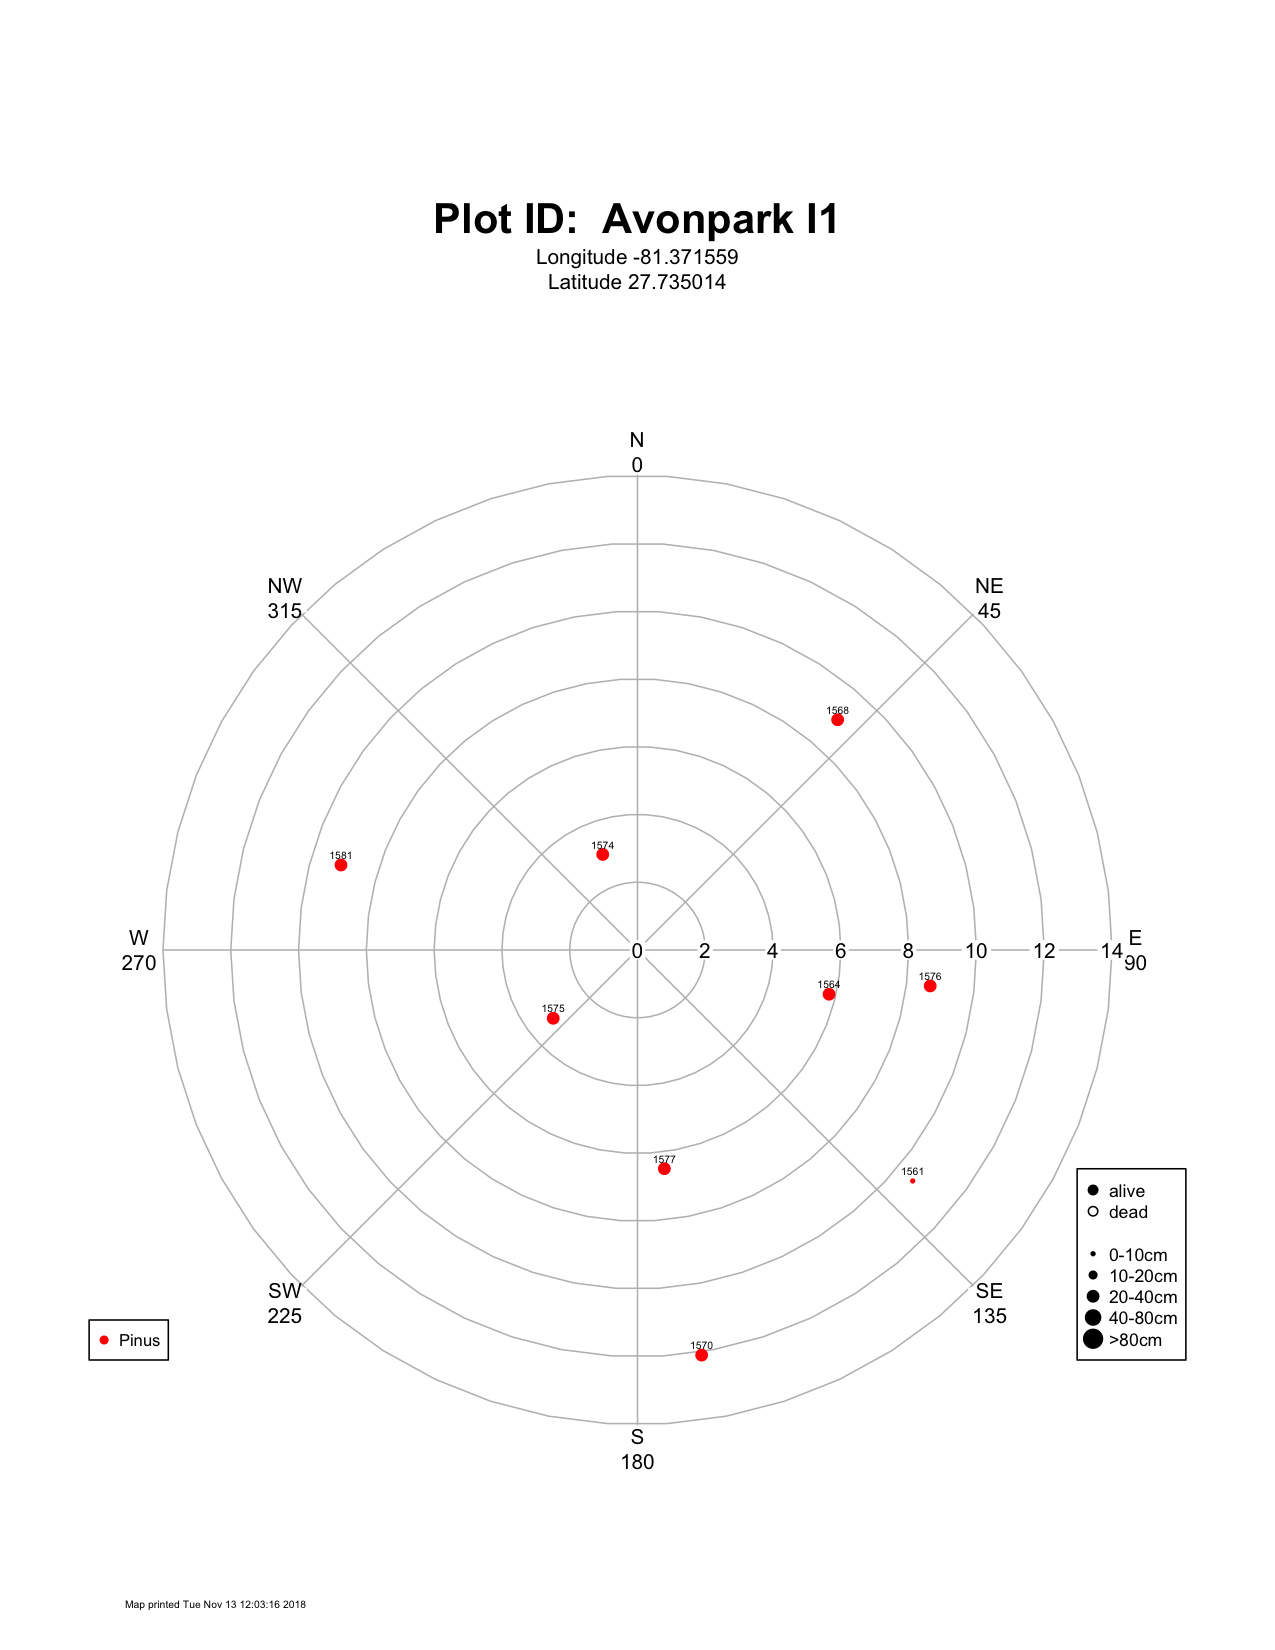 Plot ID:  Avonpark I1
Longitude -81.371559
Latitude 27.735014
N
0
NW
315
NE
45
1568
1574
1581
W
270
0 2 4 6 8 10 12 14
E
90
1576
1564
1575
1577
1561
alive
dead
0-10cm
10-20cm
20-40cm
40-80cm
>80cm
SW
225
SE
135
Pinus
1570
S
180
Map printed Tue Nov 13 12:03:16 2018